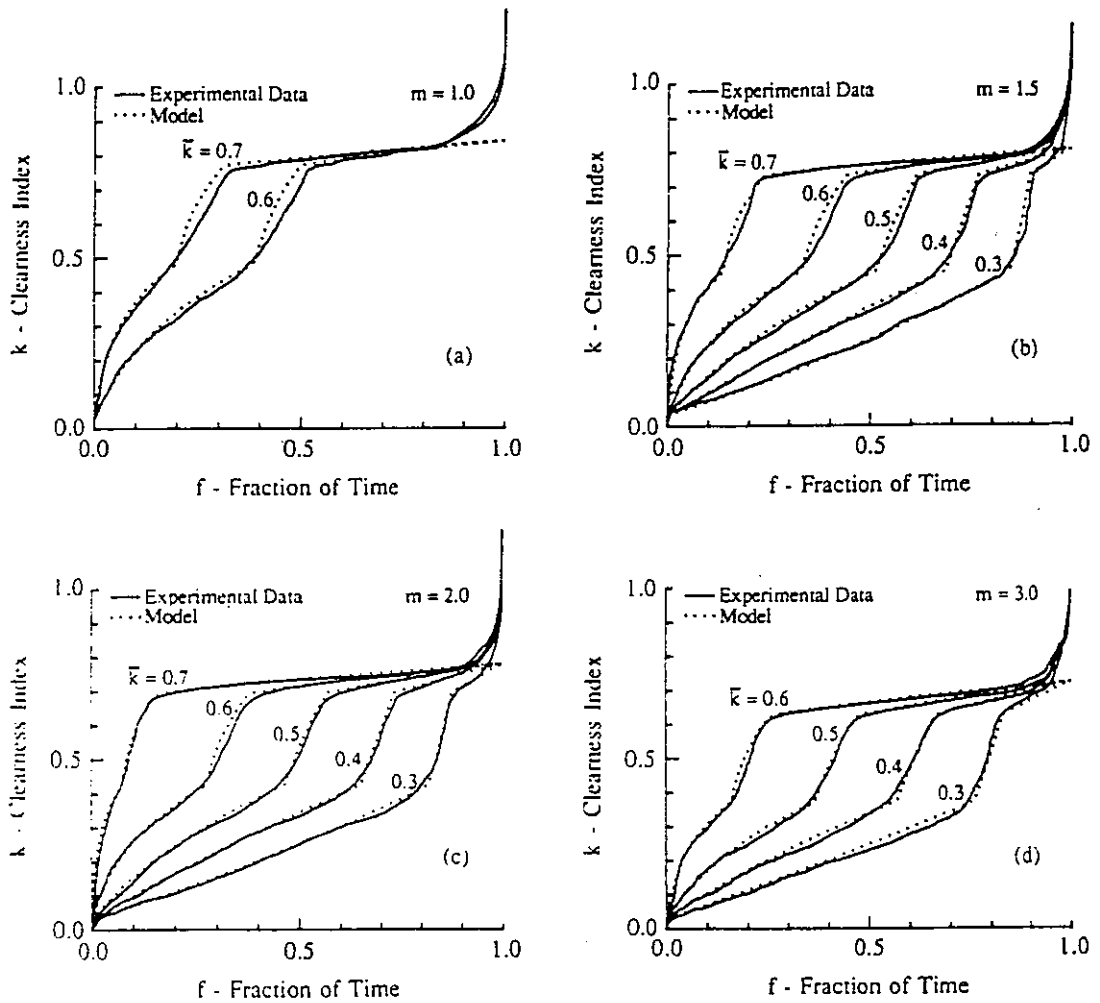 1.0
Experimental Data
m = 1.0
Model
k̄ = 0.7
0.6
0.5
(a)
0.0
0.0
0.5
1.0
k - Clearness Index
f - Fraction of Time
1.0
Experimental Data
m = 1.5
Model
k̄ = 0.7
0.6
0.5
0.4
0.3
0.5
(b)
0.0
0.0
0.5
1.0
k - Clearness Index
f - Fraction of Time
1.0
Experimental Data
m = 2.0
Model
k̄ = 0.7
0.6
0.5
0.4
0.3
0.5
(c)
0.0
0.0
0.5
1.0
k - Clearness Index
f - Fraction of Time
1.0
Experimental Data
m = 3.0
Model
k̄ = 0.6
0.5
0.4
0.3
0.5
(d)
0.0
0.0
0.5
1.0
k - Clearness Index
f - Fraction of Time